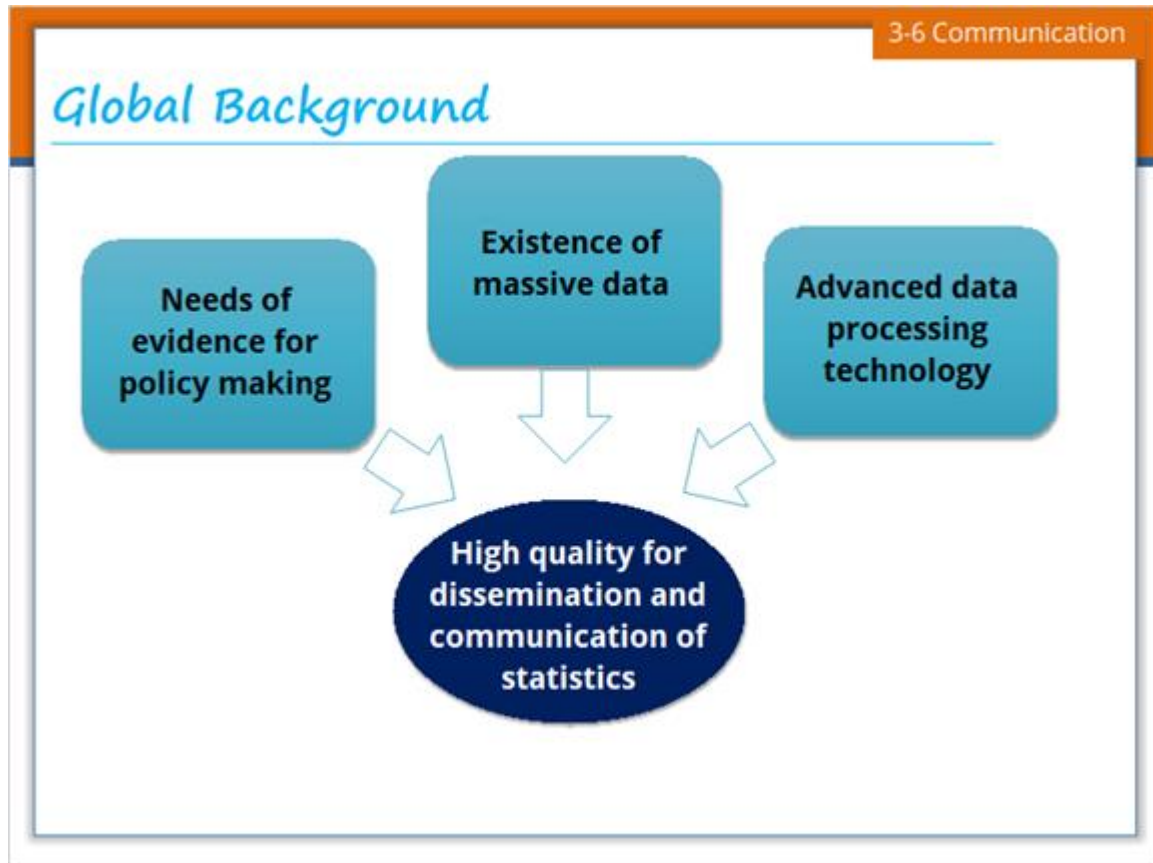 3-6 Communication
Global Background
Needs of
evidence for
policy making
Existence of
massive data
Advanced data
processing
technology
High quality for
dissemination and
communication of
statistics